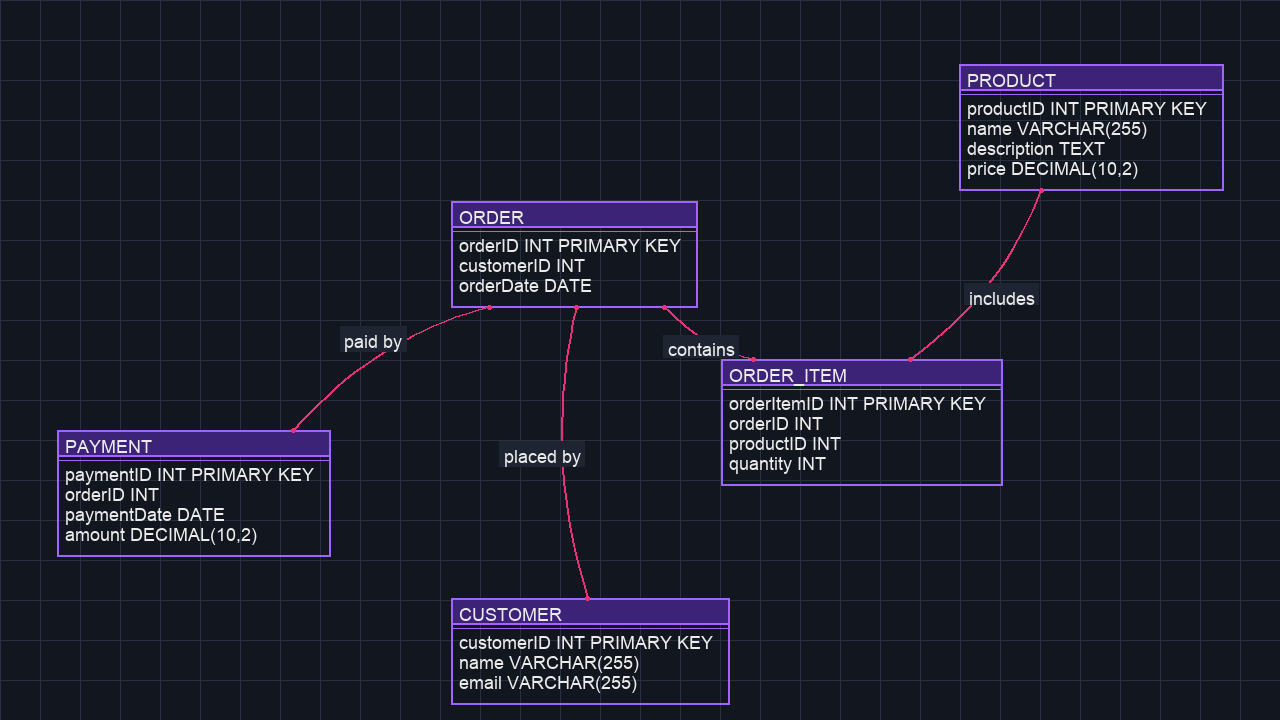 PRODUCT
productID INT PRIMARY KEY
name VARCHAR(255)
description TEXT
price DECIMAL(10,2)
ORDER
orderID INT PRIMARY KEY
customerID INT
orderDate DATE
includes
paid by
contains
ORDER_ITEM
orderItemID INT PRIMARY KEY
orderID INT
productID INT
quantity INT
PAYMENT
paymentID INT PRIMARY KEY
orderID INT
paymentDate DATE
amount DECIMAL(10,2)
placed by
CUSTOMER
customerID INT PRIMARY KEY
name VARCHAR(255)
email VARCHAR(255)